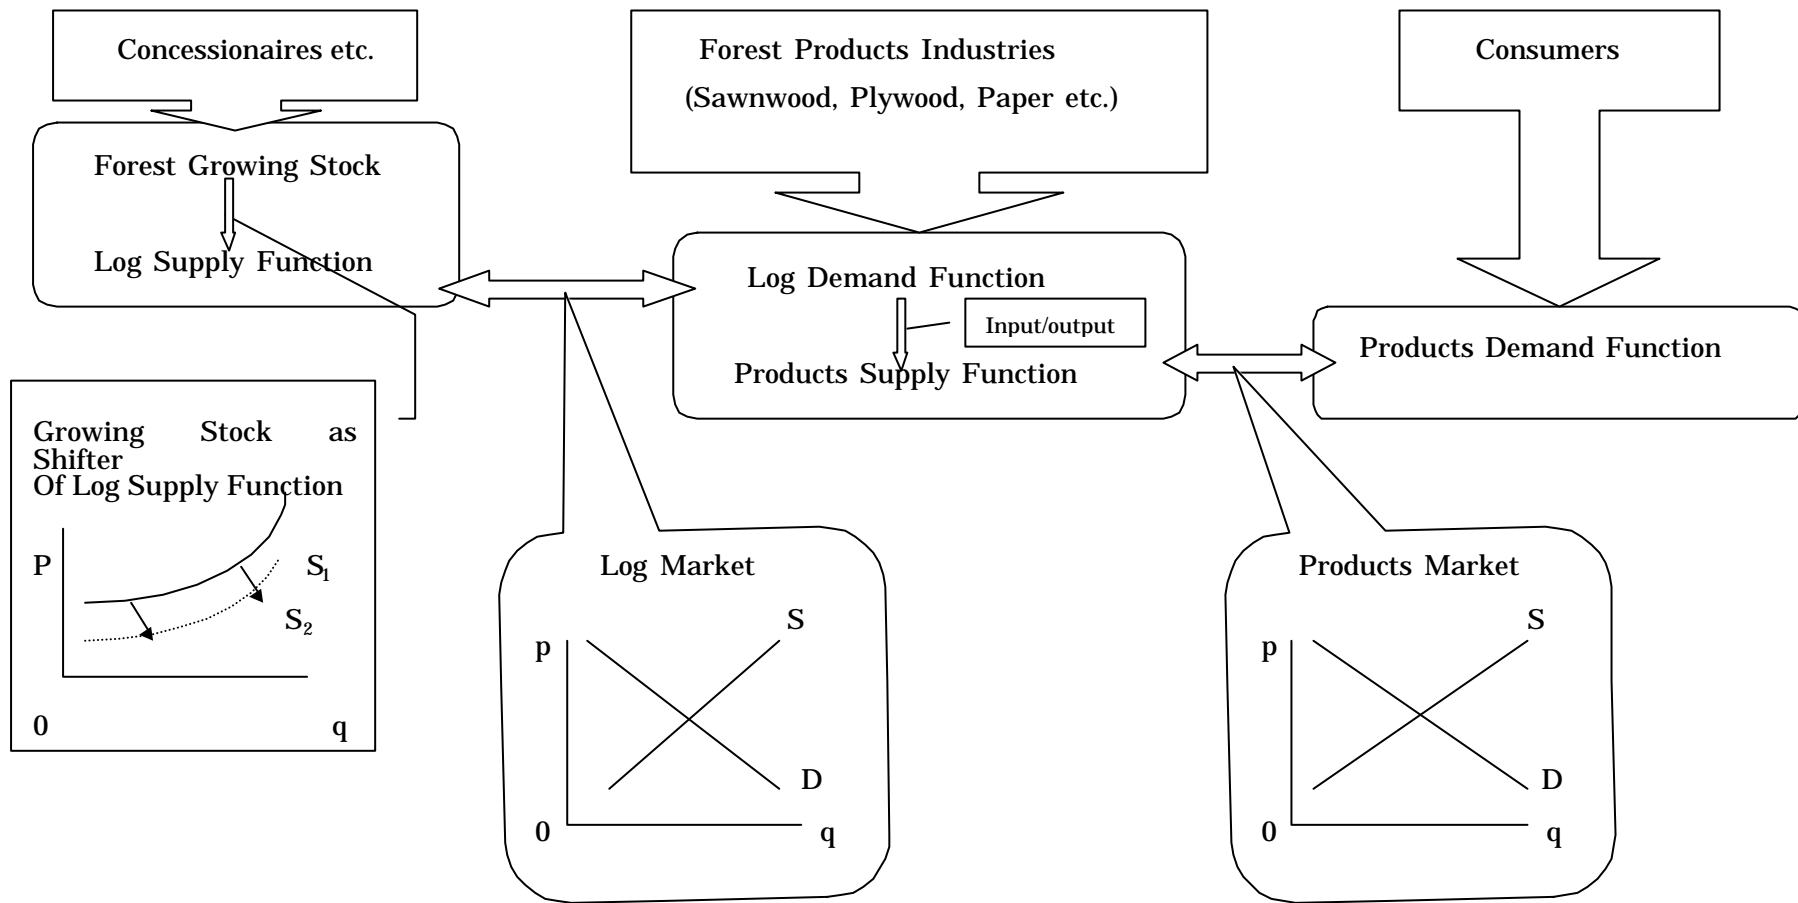 Concessionaires etc.
Forest Products Industries
(Sawnwood, Plywood, Paper etc.)
Consumers
Forest Growing Stock
Log Supply Function
Log Demand Function
Input/output
Products Supply Function
Products Demand Function
Growing Stock as
Shifter
Of Log Supply Function
P
S1
S2
0
q
Log Market
S
p
D
0
q
Products Market
S
p
D
0
q